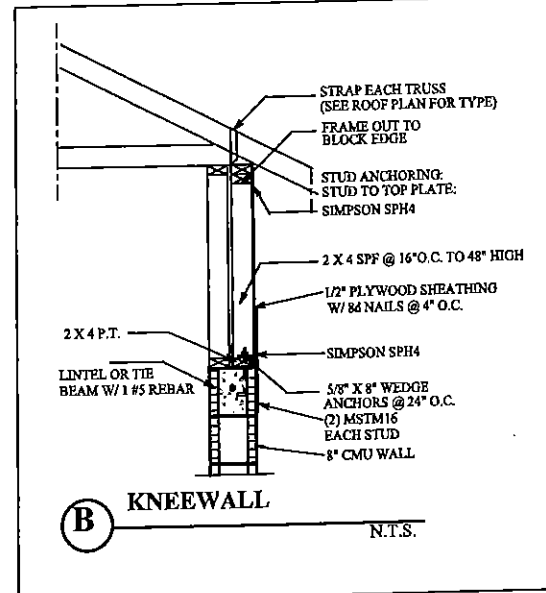 STRAP EACH TRUSS
(SEE ROOF PLAN FOR TYPE)
FRAME OUT TO
BLOCK EDGE
STUD ANCHORING:
STUD TO TOP PLATE:
SIMPSON SPH4
2 X 4 SPF @ 16"O.C. TO 48" HIGH
1/2" PLYWOOD SHEATHING
W/ 8d NAILS @ 4" O.C.
2 X 4 P.T.
SIMPSON SPH4
LINTEL OR TIE
BEAM W/ 1 #5 REBAR
5/8" X 8" WEDGE
ANCHORS @ 24" O.C.
(2) MSTM16
EACH STUD
8" CMU WALL
B
KNEEWALL
N.T.S.